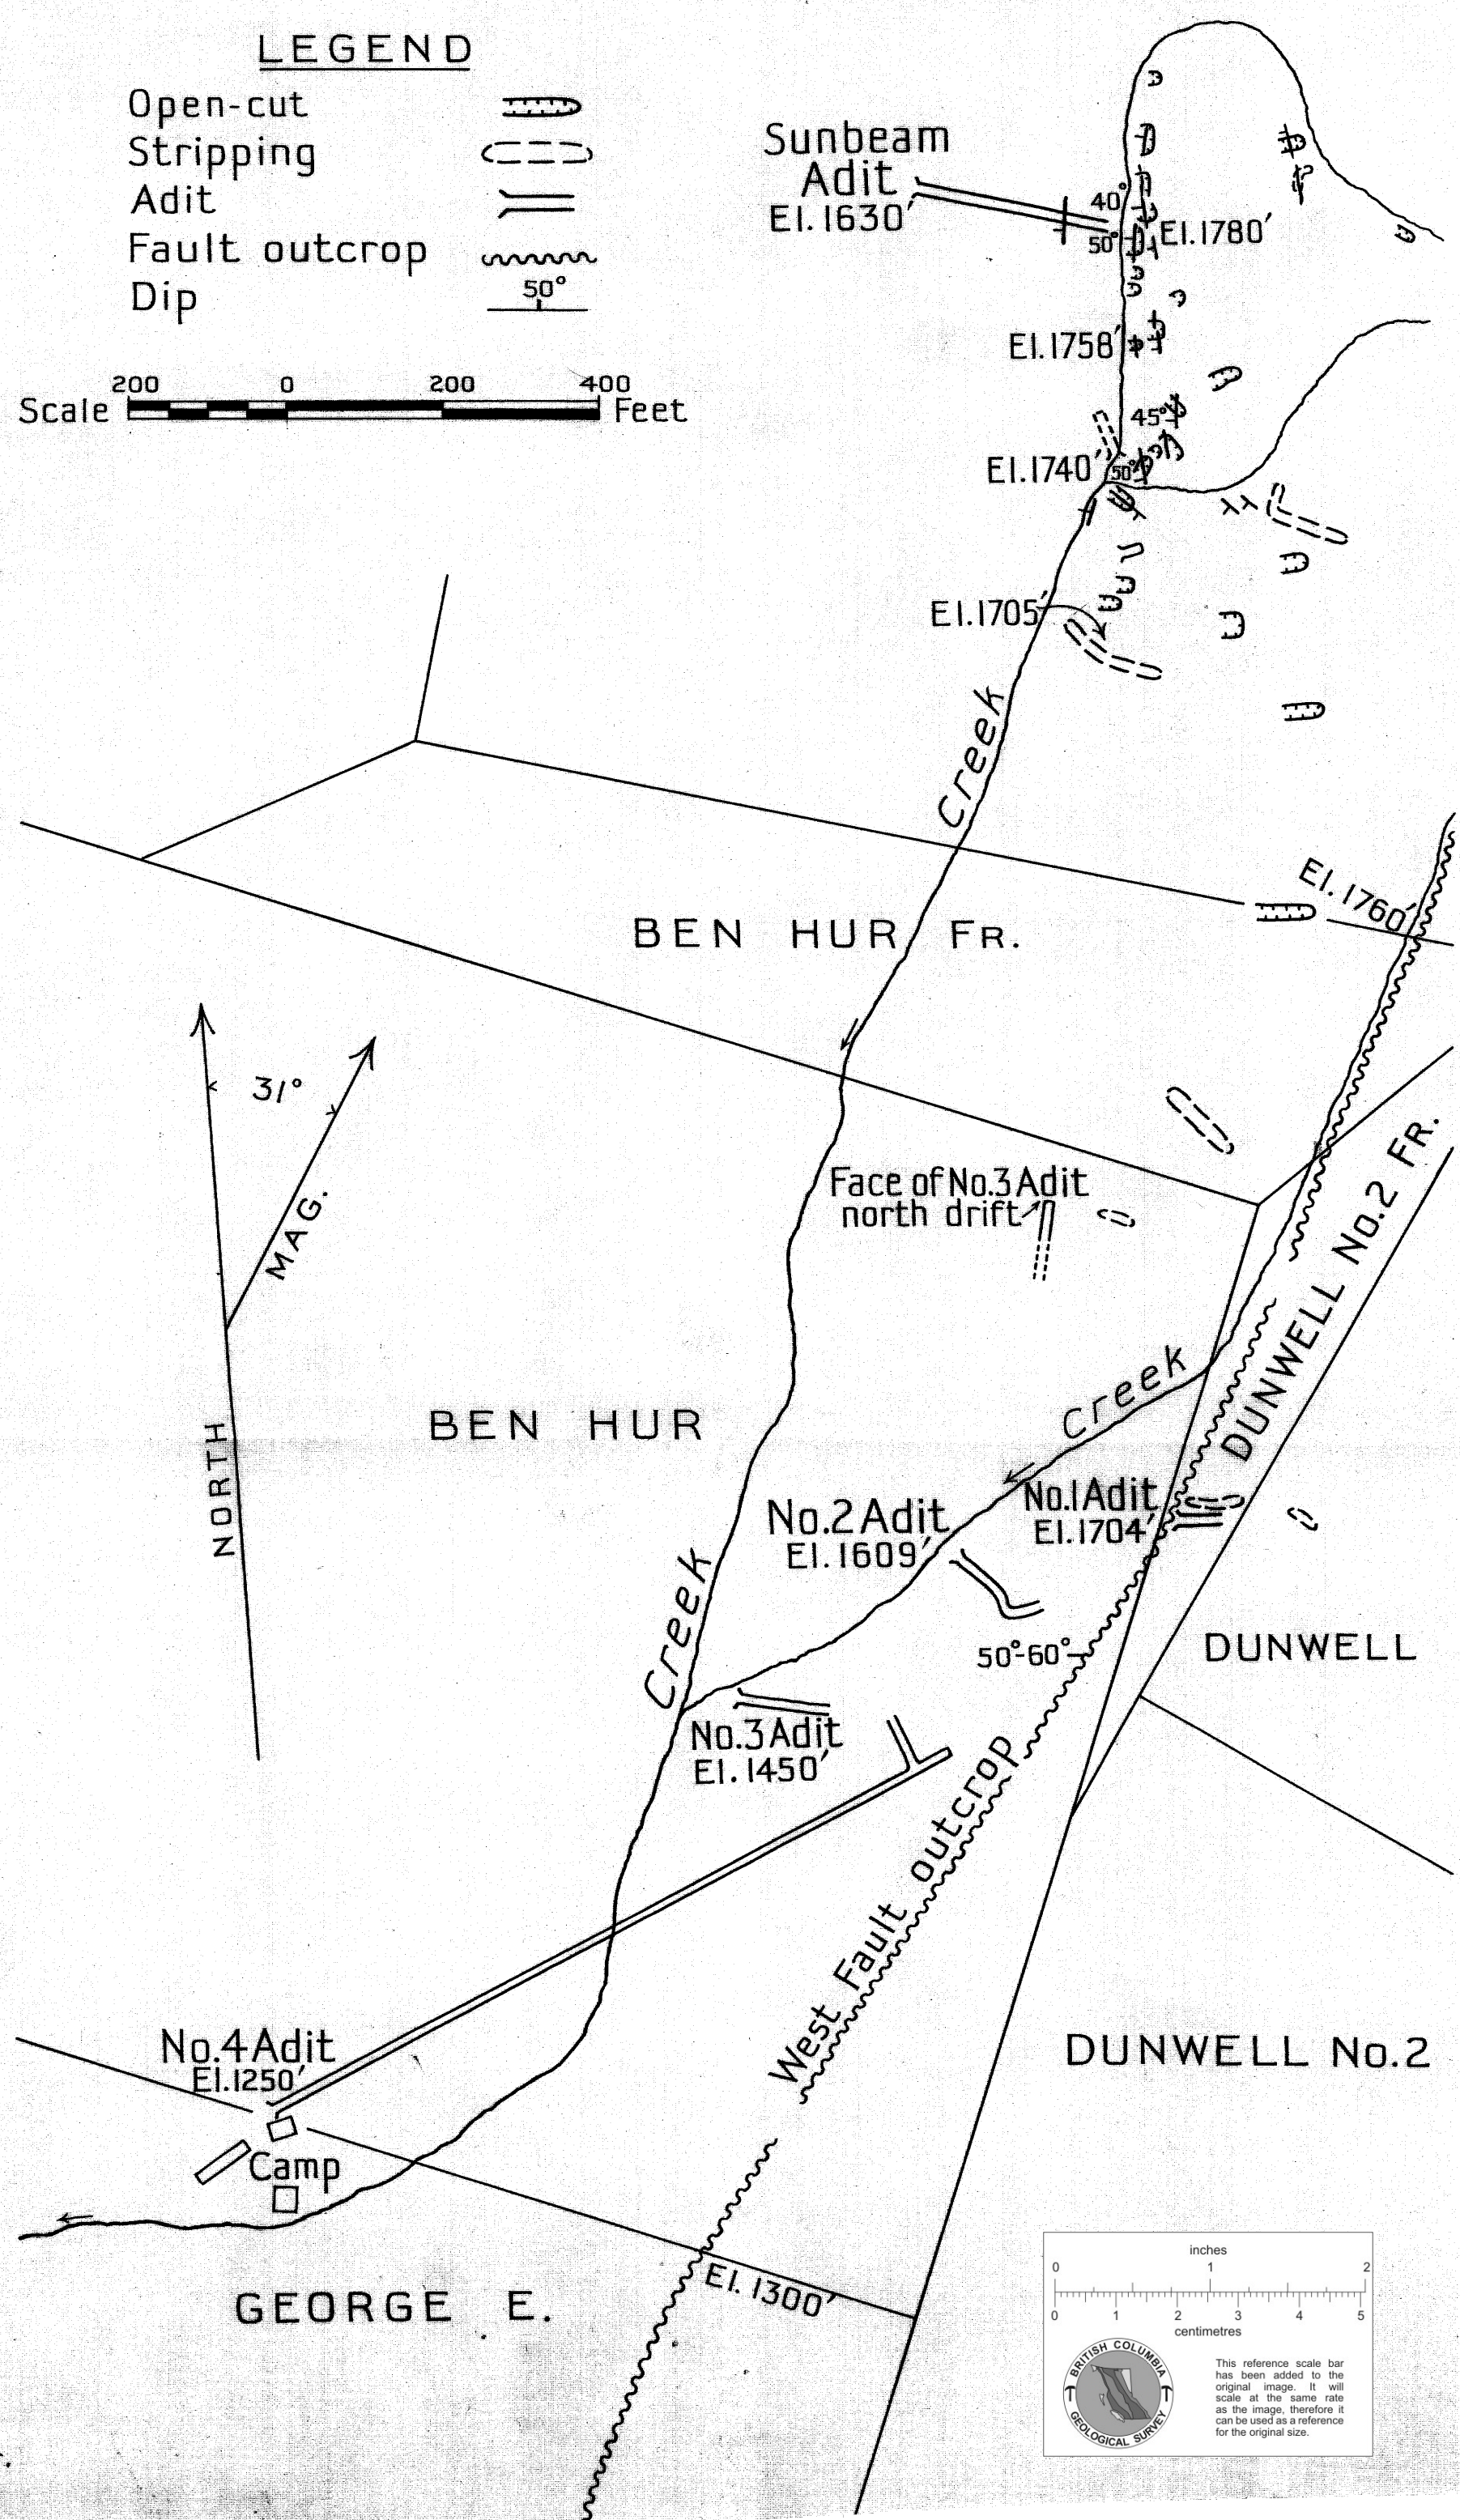 LEGEND
Open-cut
Stripping
Adit
Fault outcrop
Dip
50°
200 0 200 400
Scale Feet
Sunbeam
Adit
El. 1630'
40°
50°
El. 1780'
El. 1758'
45°
El. 1740'
50°
El. 1705'
Creek
El. 1760'
BEN HUR FR.
31°
MAG.
NORTH
Face of No. 3 Adit
north drift
DUNWELL No. 2 FR.
BEN HUR
Creek
No. 1 Adit
El. 1704'
No. 2 Adit
El. 1609'
Creek
50°-60°
DUNWELL
No. 3 Adit
El. 1450'
West Fault outcrop
No. 4 Adit
El. 1250'
Camp
DUNWELL No. 2
El. 1300'
GEORGE E.
inches
0 1 2
0 1 2 3 4 5
centimetres
BRITISH COLUMBIA
GEOLOGICAL SURVEY
This reference scale bar
has been added to the
original image. It will
scale at the same rate
as the image, therefore it
can be used as a reference
for the original size.